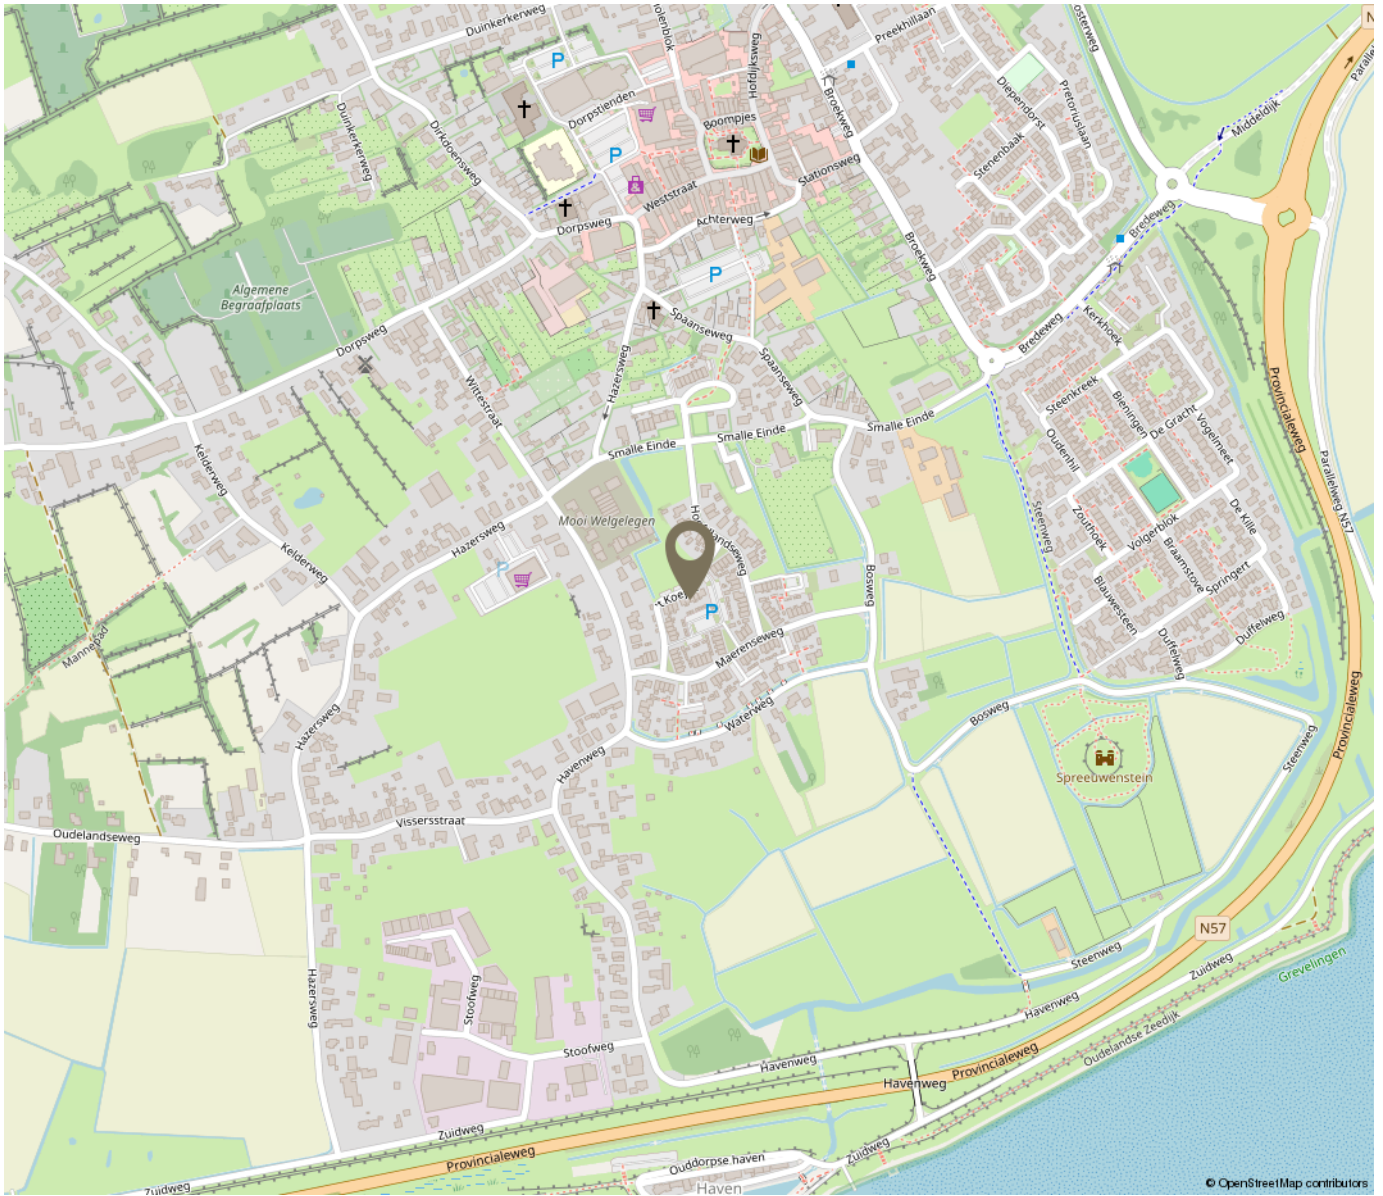 Duinkerkerweg
Preekhillaan
Hofdijksweg
Duinkerkerweg
Dirkdoensweg
Dorpstienden
Boompjes
Broekweg
Diependorst
Pretoriuslaan
Stenenbaak
Middeldijk
Stationsweg
Weststraat
Achterweg
Dorpsweg
Bredeweg
Broekweg
Algemene
Begraafplaats
Dorpsweg
Spaanseweg
Bredeweg
Kerkhoek
Hazersweg
Spaanseweg
Wittestraat
Steenkreek
Bieningen
De Gracht
Vogelmeet
Provincialeweg
Smalle Einde
Smalle Einde
Smalle Einde
Oudenhil
Kelderweg
Parallelweg N57
Mooi Welgelegen
Hazersweg
Steenweg
Zouthoek
Volgerblok
De Kille
Braamstove
Springert
Kelderweg
Bosweg
Blauwesteen
Duffelweg
Duffelweg
Mannepad
Maerenseweg
Provincialeweg
Hazersweg
Waterweg
Bosweg
Steenweg
Havenweg
Spreeuwenstein
Oudelandseweg
Vissersstraat
N57
Steenweg
Zuidweg
Grevelingen
Hazersweg
Stoofweg
Havenweg
Oudelandse Zeedijk
Stoofweg
Havenweg
Provincialeweg
Havenweg
Zuidweg
Provincialeweg
Ouddorpse haven
Zuidweg
Zuidweg
Haven
© OpenStreetMap contributors